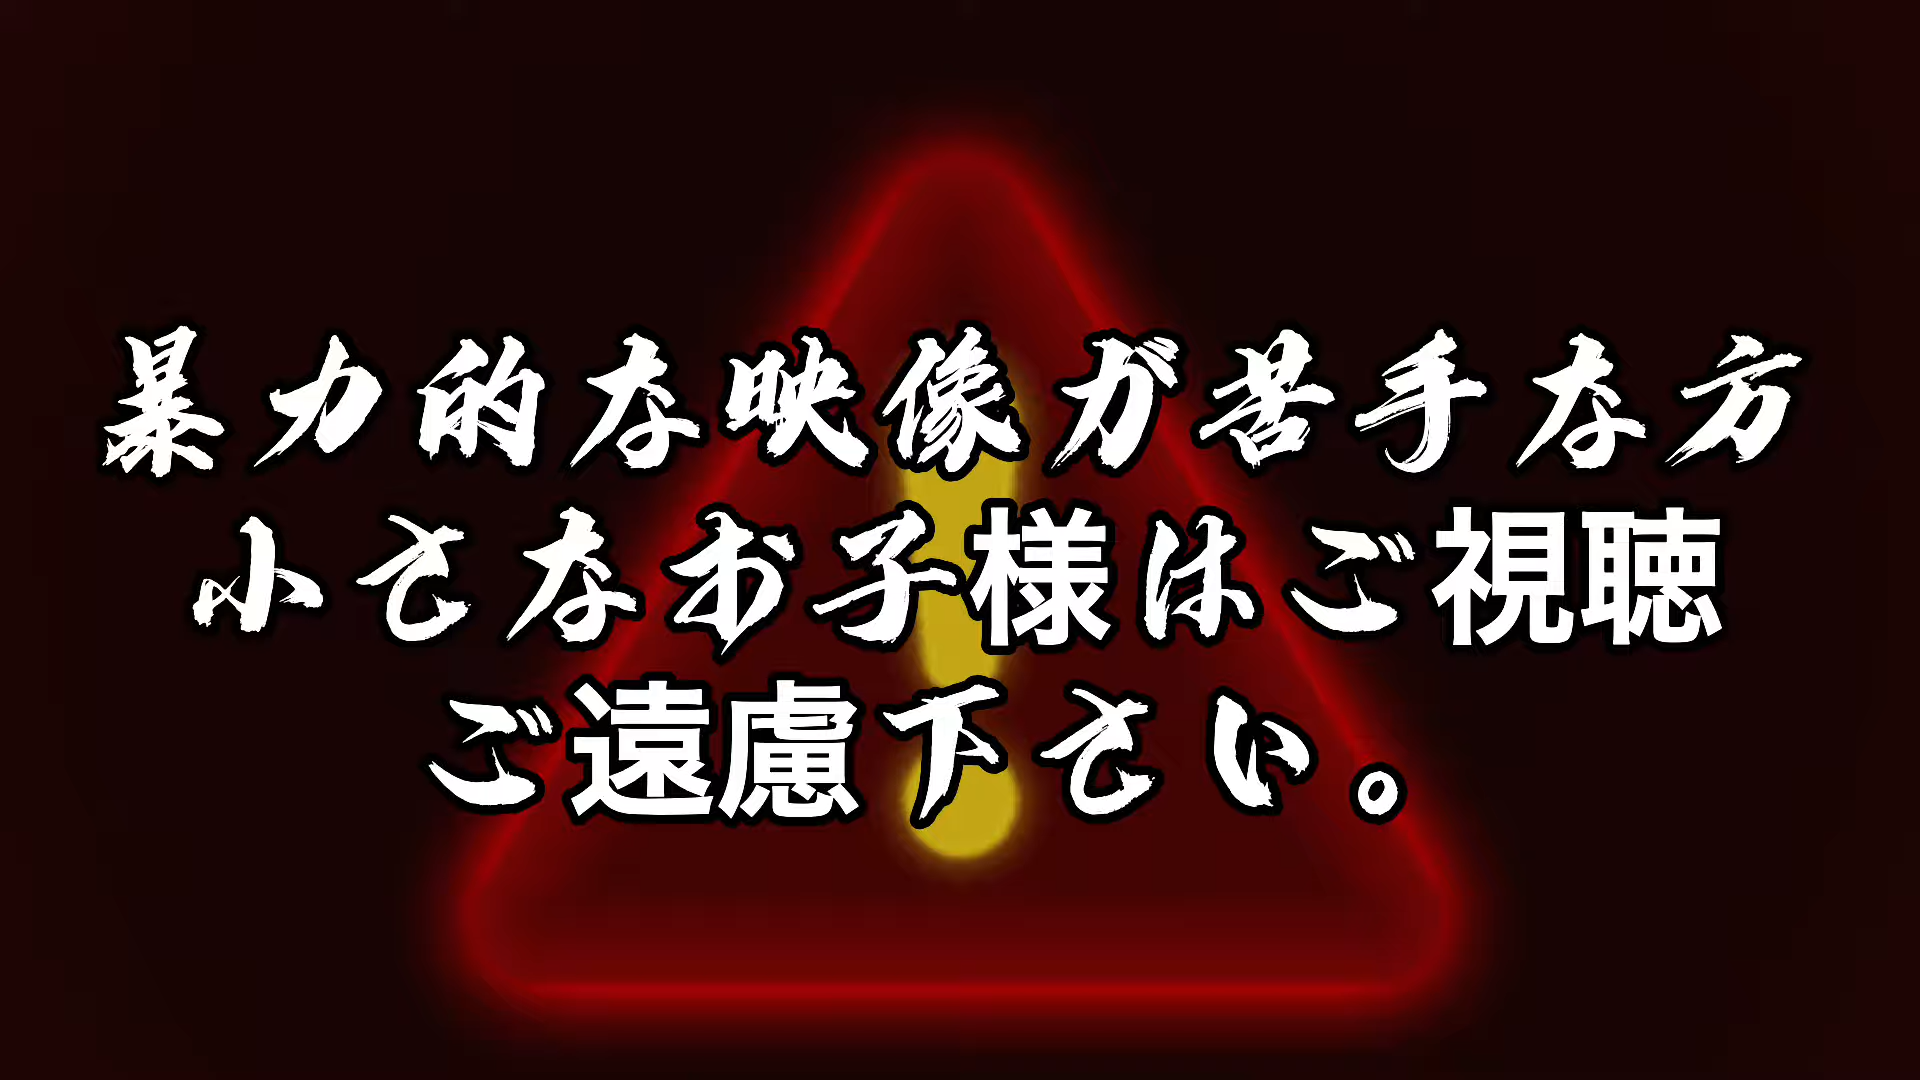 暴力的な映像が苦手な方
小さなお子様はご視聴
ご遠慮下さい。